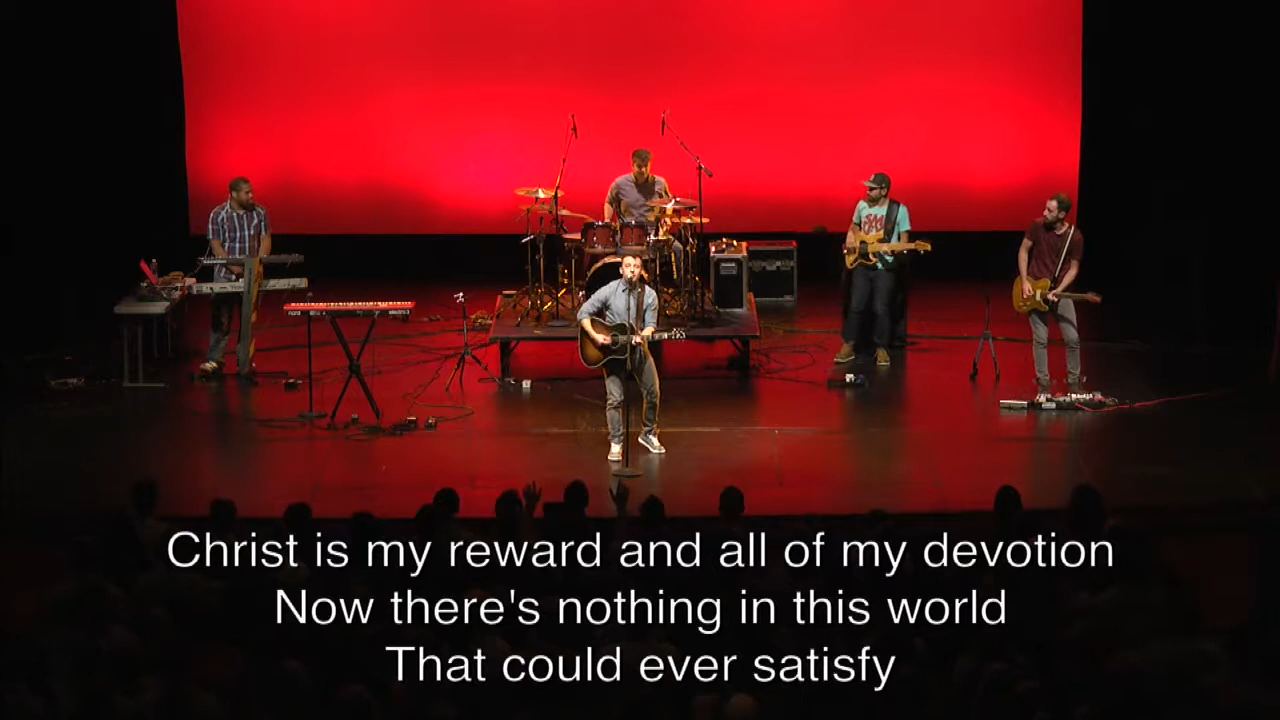 Christ is my reward and all of my devotion
Now there's nothing in this world
That could ever satisfy